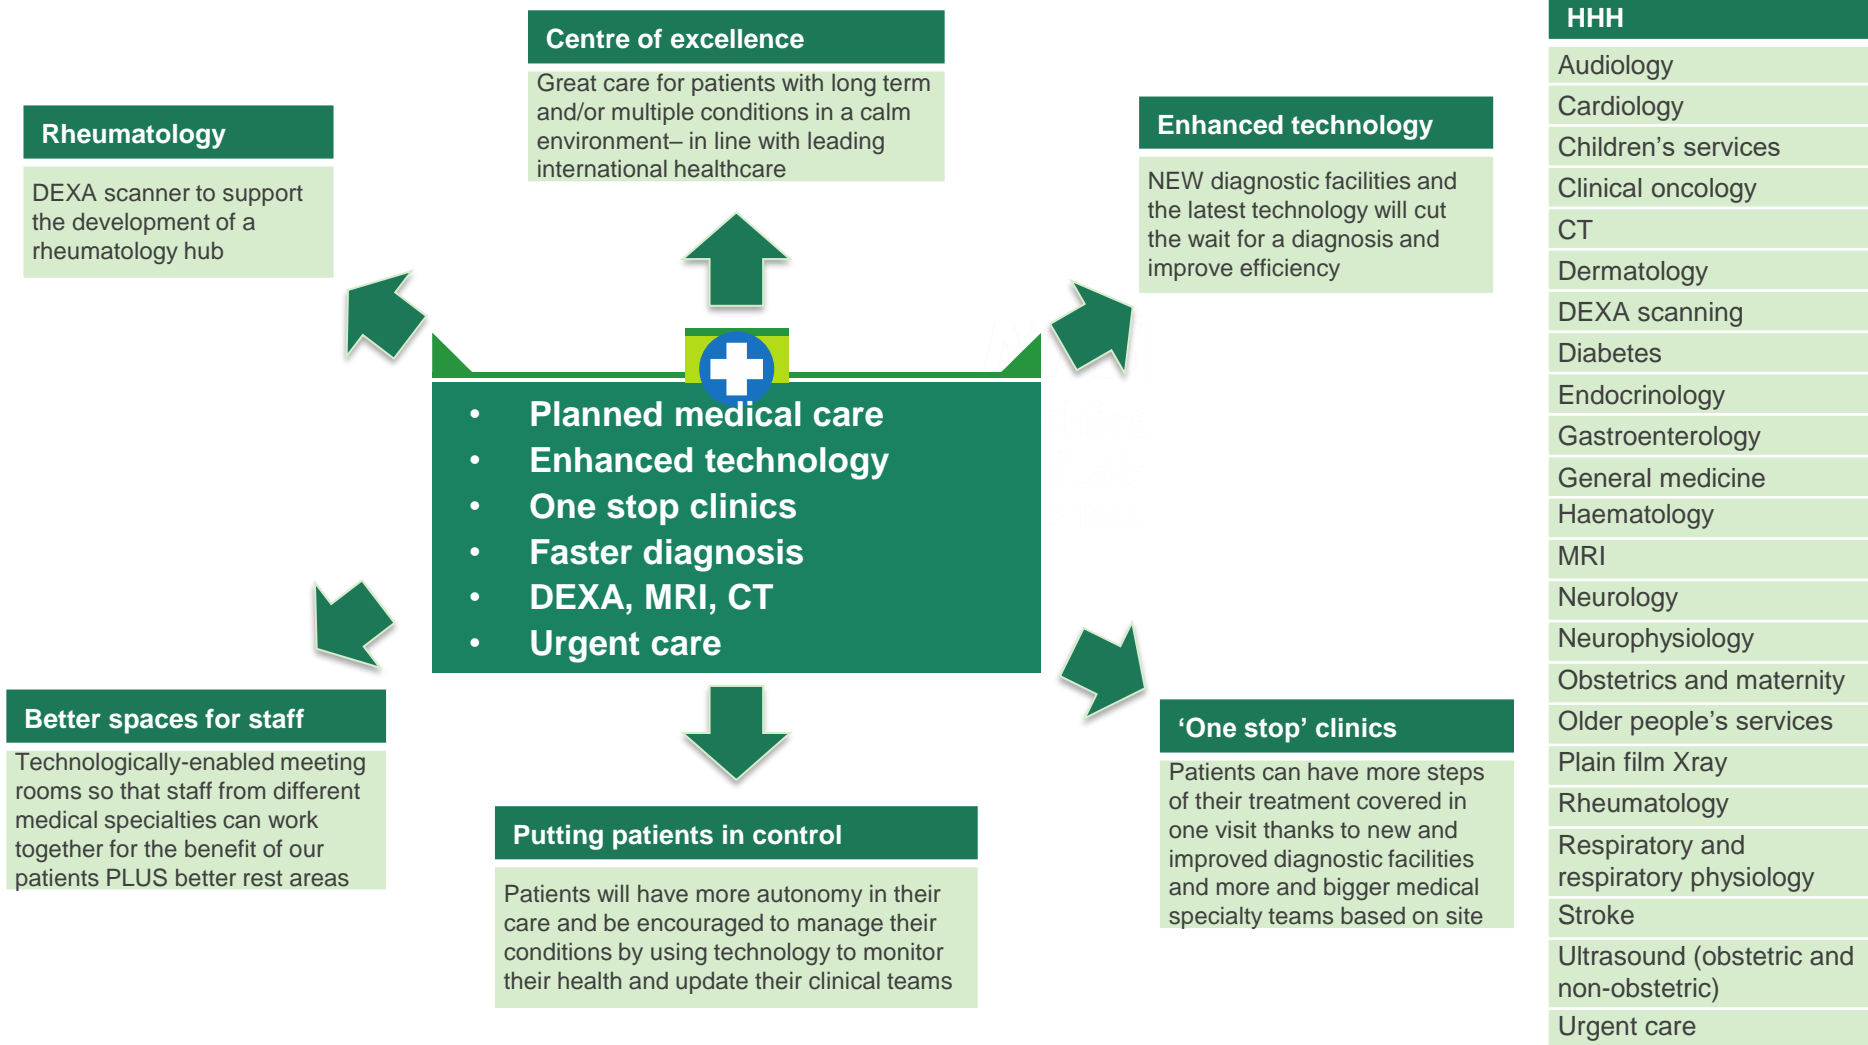 Centre of excellence
Great care for patients with long term
and/or multiple conditions in a calm
environment– in line with leading
international healthcare
Rheumatology
DEXA scanner to support
the development of a
rheumatology hub
Enhanced technology
NEW diagnostic facilities and
the latest technology will cut
the wait for a diagnosis and
improve efficiency
• Planned medical care
• Enhanced technology
• One stop clinics
• Faster diagnosis
• DEXA, MRI, CT
• Urgent care
Better spaces for staff
Technologically-enabled meeting
rooms so that staff from different
medical specialties can work
together for the benefit of our
patients PLUS better rest areas
Putting patients in control
Patients will have more autonomy in their
care and be encouraged to manage their
conditions by using technology to monitor
their health and update their clinical teams
‘One stop’ clinics
Patients can have more steps
of their treatment covered in
one visit thanks to new and
improved diagnostic facilities
and more and bigger medical
specialty teams based on site
HHH
Audiology
Cardiology
Children’s services
Clinical oncology
CT
Dermatology
DEXA scanning
Diabetes
Endocrinology
Gastroenterology
General medicine
Haematology
MRI
Neurology
Neurophysiology
Obstetrics and maternity
Older people’s services
Plain film Xray
Rheumatology
Respiratory and
respiratory physiology
Stroke
Ultrasound (obstetric and
non-obstetric)
Urgent care